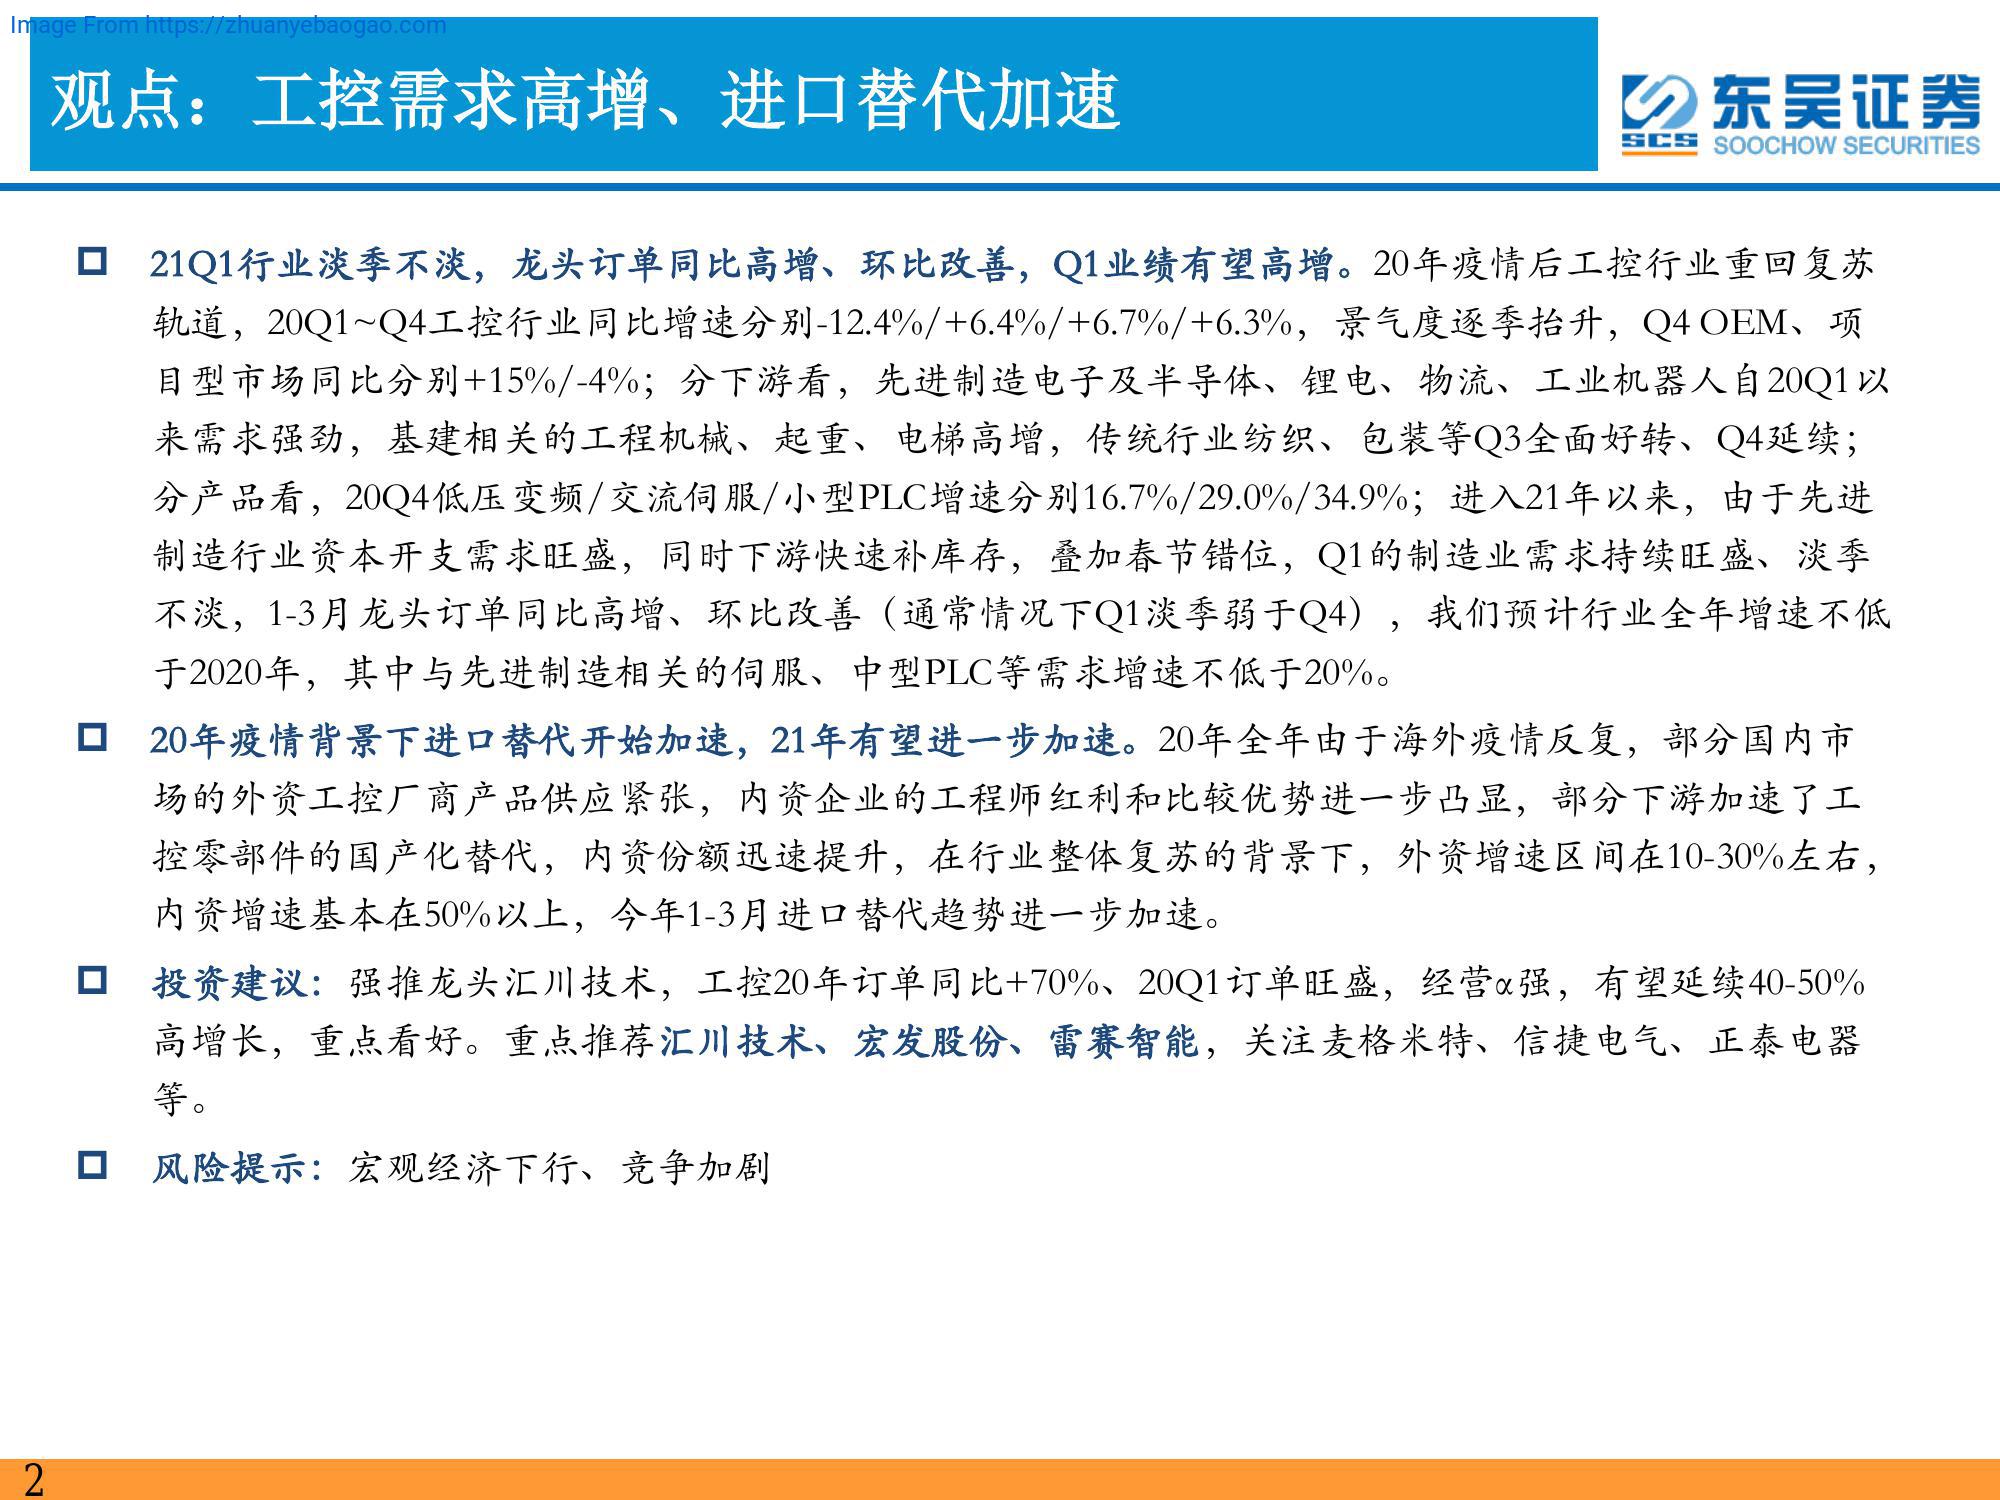 Image From https://zhuanyebaogao.com
观点：工控需求高增、进口替代加速
东吴证券
SCS
SOOCHOW SECURITIES
21Q1行业淡季不淡，龙头订单同比高增、环比改善，Q1业绩有望高增。20年疫情后工控行业重回复苏
轨道，20Q1~Q4工控行业同比增速分别-12.4%/+6.4%/+6.7%/+6.3%，景气度逐季抬升，Q4 OEM、项
目型市场同比分别+15%/-4%；分下游看，先进制造电子及半导体、锂电、物流、工业机器人自20Q1以
来需求强劲，基建相关的工程机械、起重、电梯高增，传统行业纺织、包装等Q3全面好转、Q4延续；
分产品看，20Q4低压变频/交流伺服/小型PLC增速分别16.7%/29.0%/34.9%；进入21年以来，由于先进
制造行业资本开支需求旺盛，同时下游快速补库存，叠加春节错位，Q1的制造业需求持续旺盛、淡季
不淡，1-3月龙头订单同比高增、环比改善（通常情况下Q1淡季弱于Q4），我们预计行业全年增速不低
于2020年，其中与先进制造相关的伺服、中型PLC等需求增速不低于20%。
20年疫情背景下进口替代开始加速，21年有望进一步加速。20年全年由于海外疫情反复，部分国内市
场的外资工控厂商产品供应紧张，内资企业的工程师红利和比较优势进一步凸显，部分下游加速了工
控零部件的国产化替代，内资份额迅速提升，在行业整体复苏的背景下，外资增速区间在10-30%左右，
内资增速基本在50%以上，今年1-3月进口替代趋势进一步加速。
投资建议：强推龙头汇川技术，工控20年订单同比+70%、20Q1订单旺盛，经营α强，有望延续40-50%
高增长，重点看好。重点推荐汇川技术、宏发股份、雷赛智能，关注麦格米特、信捷电气、正泰电器
等。
风险提示：宏观经济下行、竞争加剧
2